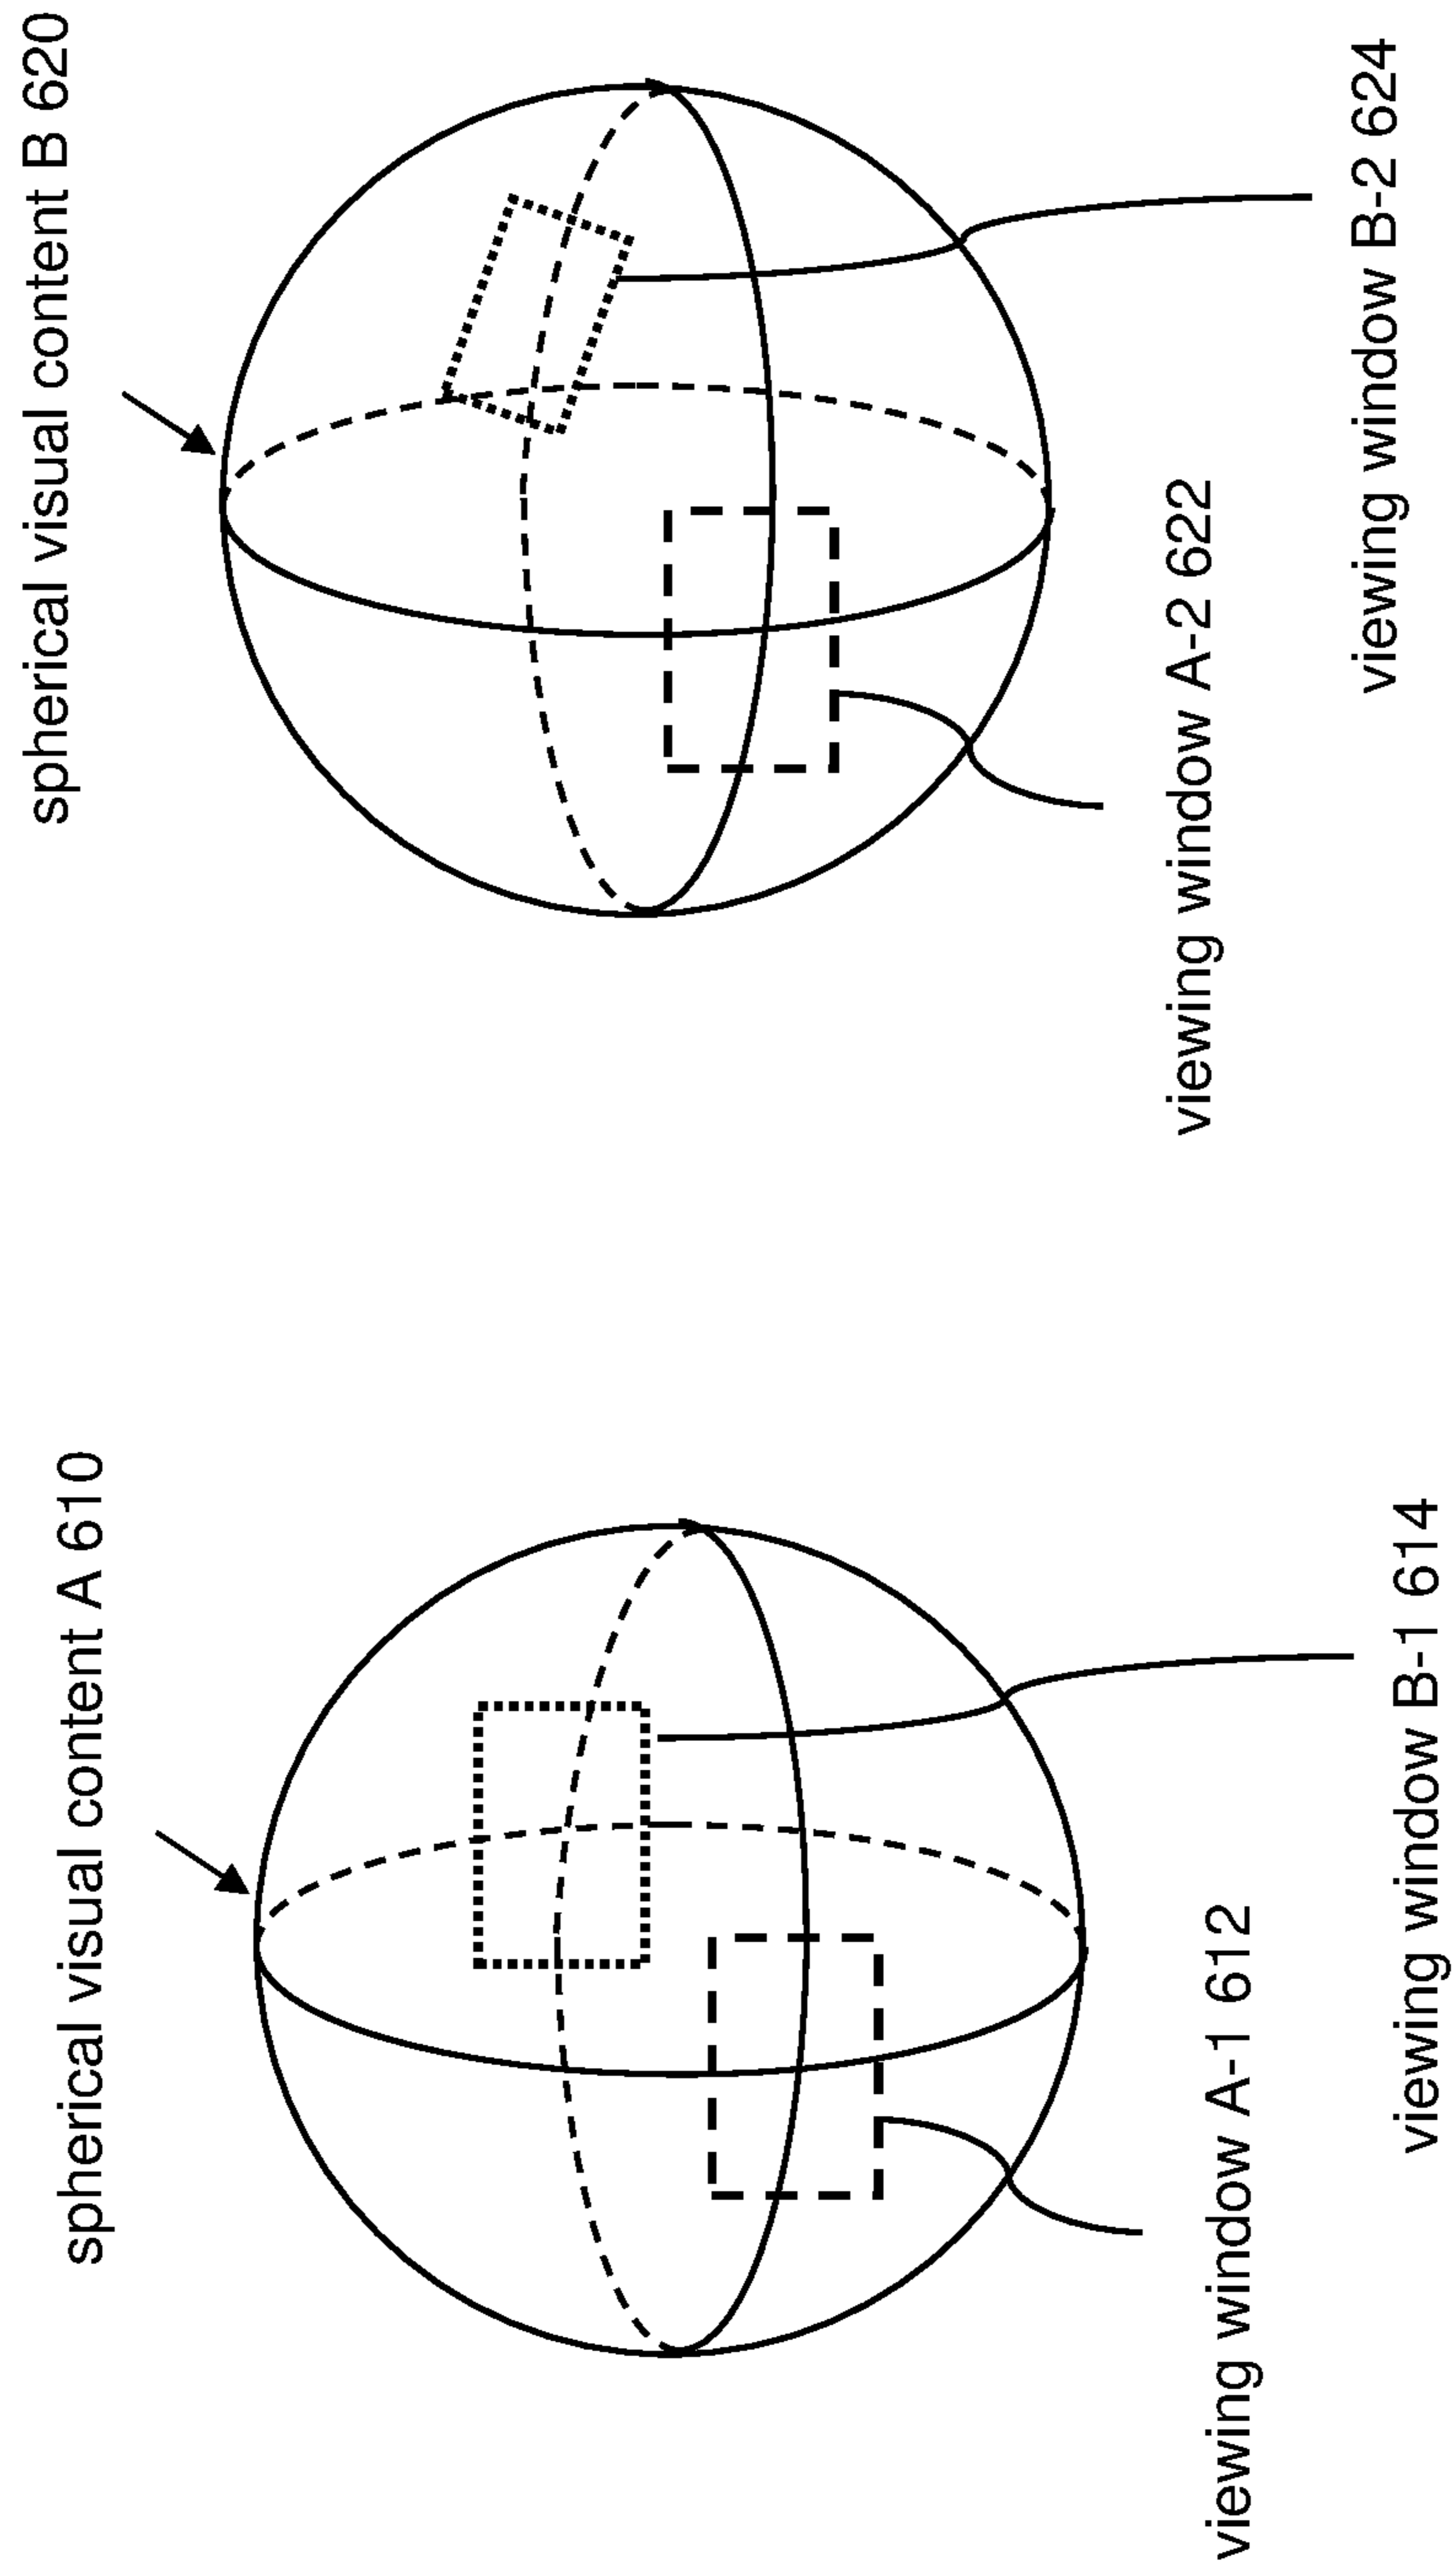 spherical visual content A 610
viewing window A-1 612
viewing window B-1 614
spherical visual content B 620
viewing window A-2 622
viewing window B-2 624